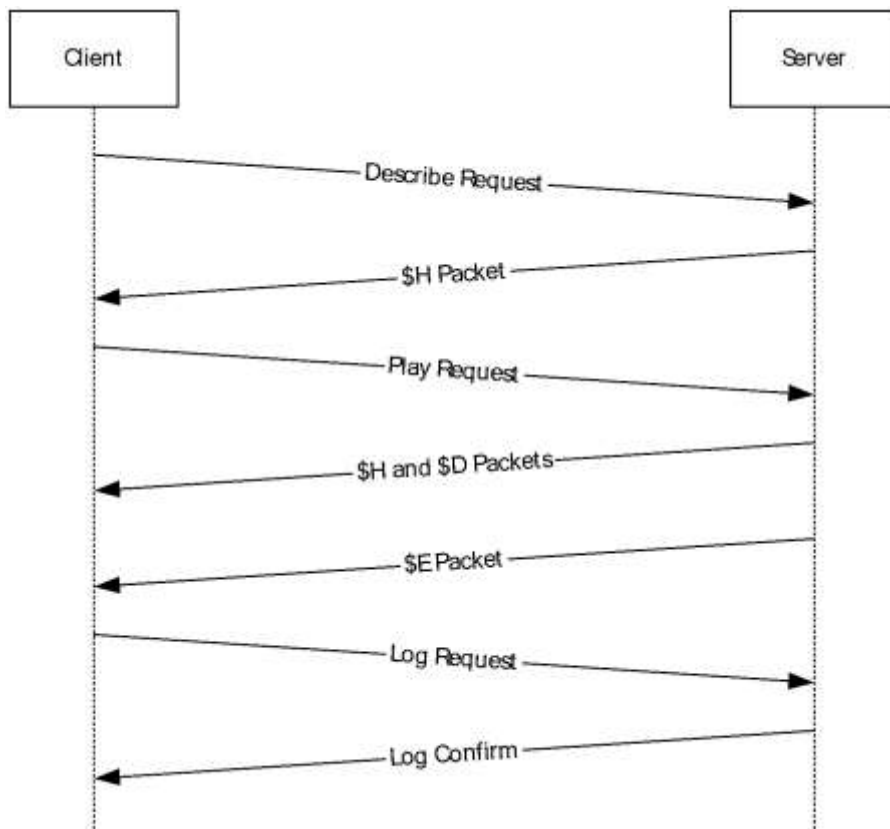 Client
Server
Describe Request
$H Packet
Play Request
$H and $D Packets
$E Packet
Log Request
Log Confirm